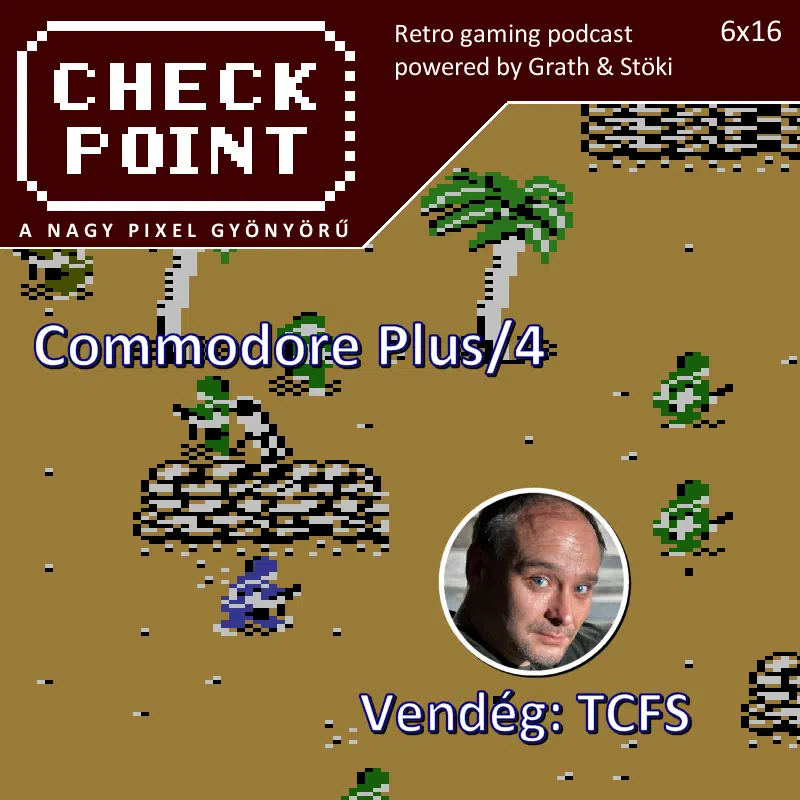 CHECK
POINT
A NAGY PIXEL GYÖNYÖRŰ
Retro gaming podcast
powered by Grath & Stöki
6x16
Commodore Plus/4
Vendég: TCFS